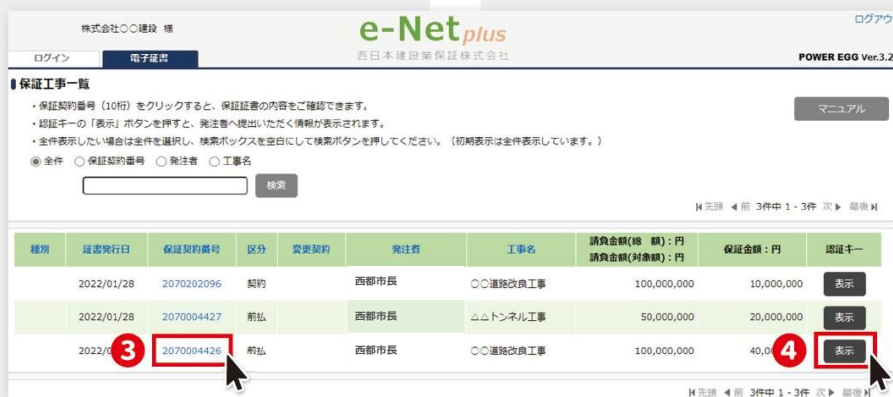 株式会社○○建設 様
e-Net plus
西日本建設業保証株式会社
ログアウ
ログイン
電子証書
POWER EGG Ver.3.2
保証工事一覧
・保証契約番号（10桁）をクリックすると、保証証書の内容をご確認できます。
・認証キーの「表示」ボタンを押すと、発注者へ提出いただく情報が表示されます。
・全件表示したい場合は全件を選択し、検索ボックスを空白にして検索ボタンを押してください。（初期表示は全件表示しています。）
マニュアル
全件 保証契約番号 発注者 工事名
検索
先頭 前 3件中 1 - 3件 次 最後
種別 証書発行日 保証契約番号 区分 変更契約 発注者 工事名 請負金額(総 額)：円 保証金額：円 認証キー
請負金額(対象額)：円
2022/01/28 2070202096 契約 西都市長 ○○道路改良工事 100,000,000 10,000,000 表示
2022/01/28 2070004427 前払 西都市長 △△トンネル工事 50,000,000 20,000,000 表示
2022/0 3 2070004426 前払 西都市長 ○○道路改良工事 100,000,000 40,0 4 表示
先頭 前 3件中 1 - 3件 次 最後